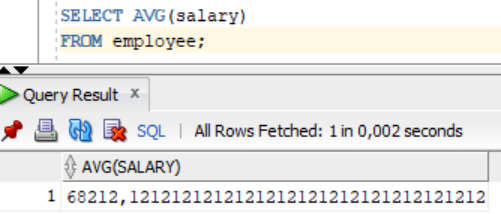 SELECT AVG(salary)
FROM employee;
Query Result x
SQL | All Rows Fetched: 1 in 0,002 seconds
AVG(SALARY)
1 68212,1212121212121212121212121212121212